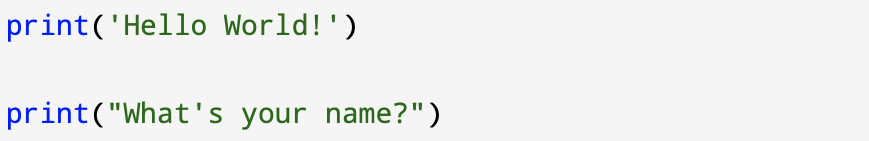 print('Hello World!')
print("What's your name?")